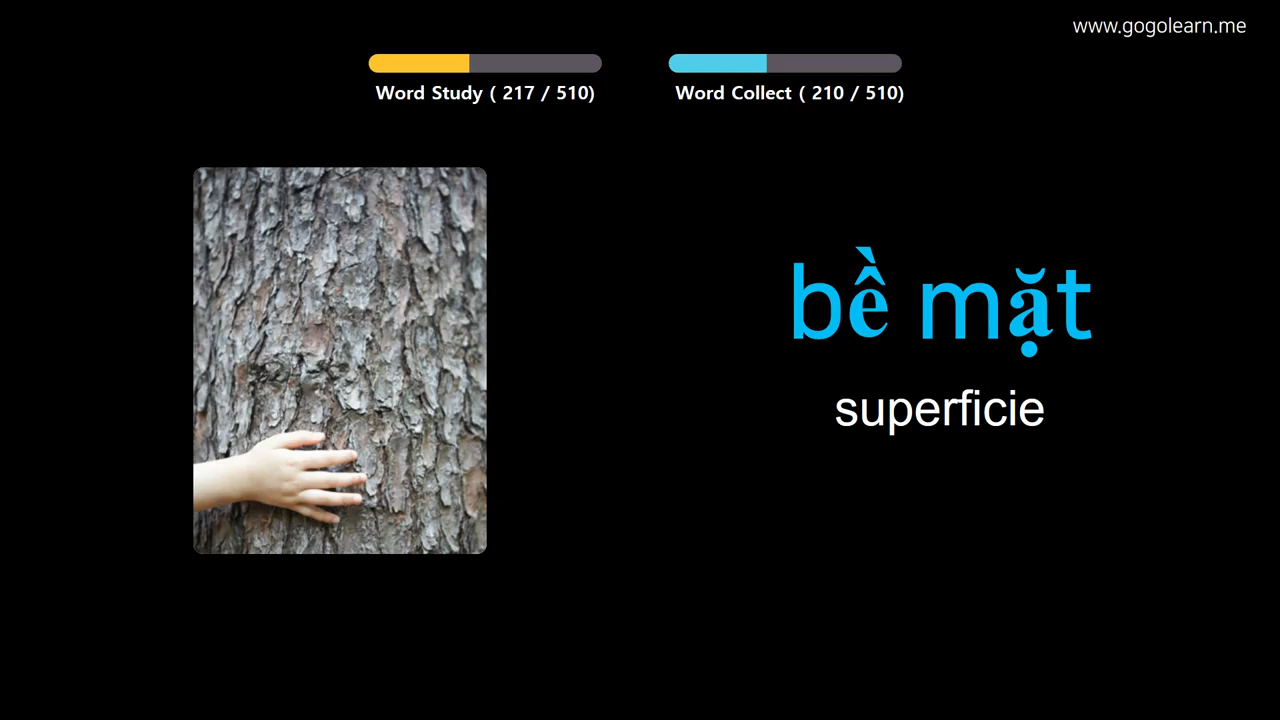 www.gogolearn.me
Word Study ( 217 / 510)
Word Collect ( 210 / 510)
bề mặt
superficie